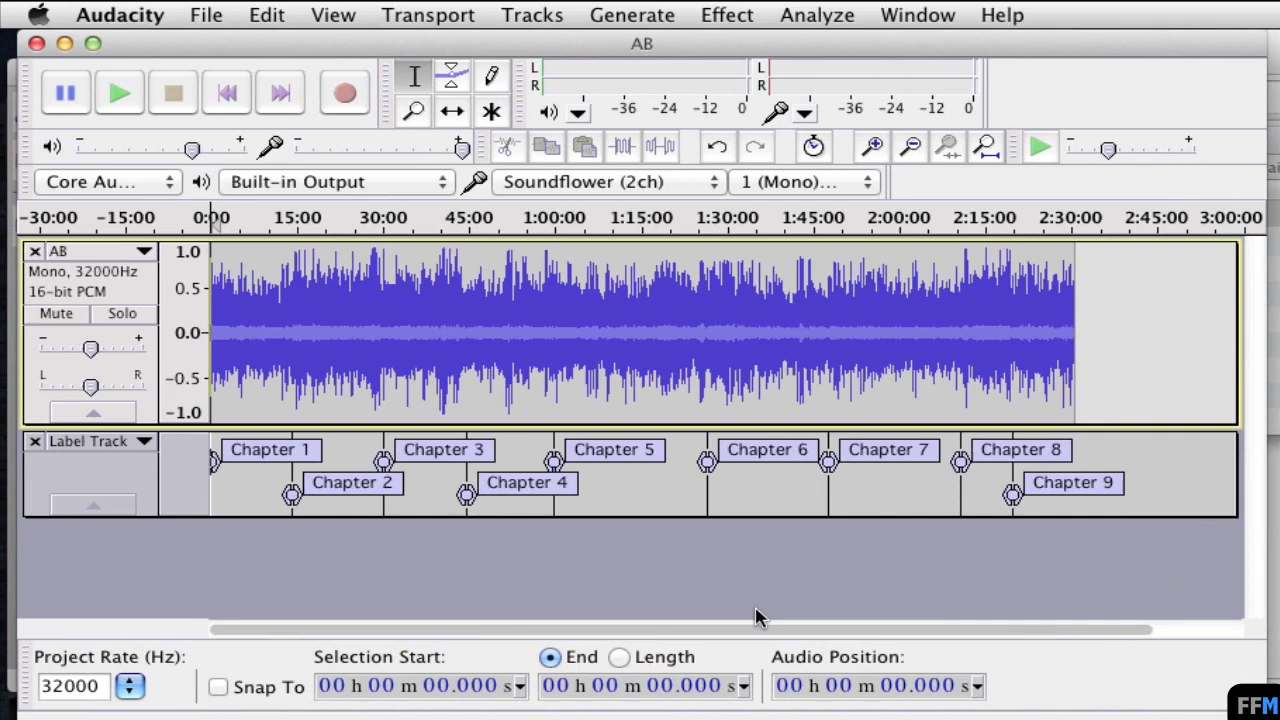 Audacity File Edit View Transport Tracks Generate Effect Analyze Window Help
AB
L
R
-36 -24 -12 0
L
R
-36 -24 -12 0
- +
- +
- +
Core Au... Built-in Output Soundflower (2ch) 1 (Mono)...
-30:00 -15:00 0:00 15:00 30:00 45:00 1:00:00 1:15:00 1:30:00 1:45:00 2:00:00 2:15:00 2:30:00 2:45:00 3:00:00
AB
Mono, 32000Hz
16-bit PCM
Mute Solo
- +
L R
1.0
0.5
0.0
-0.5
-1.0
Label Track
Chapter 1 Chapter 3 Chapter 5 Chapter 6 Chapter 7 Chapter 8
Chapter 2 Chapter 4 Chapter 9
Project Rate (Hz): Selection Start: End Length Audio Position:
32000 Snap To 00 h 00 m 00.000 s 00 h 00 m 00.000 s 00 h 00 m 00.000 s
FFM